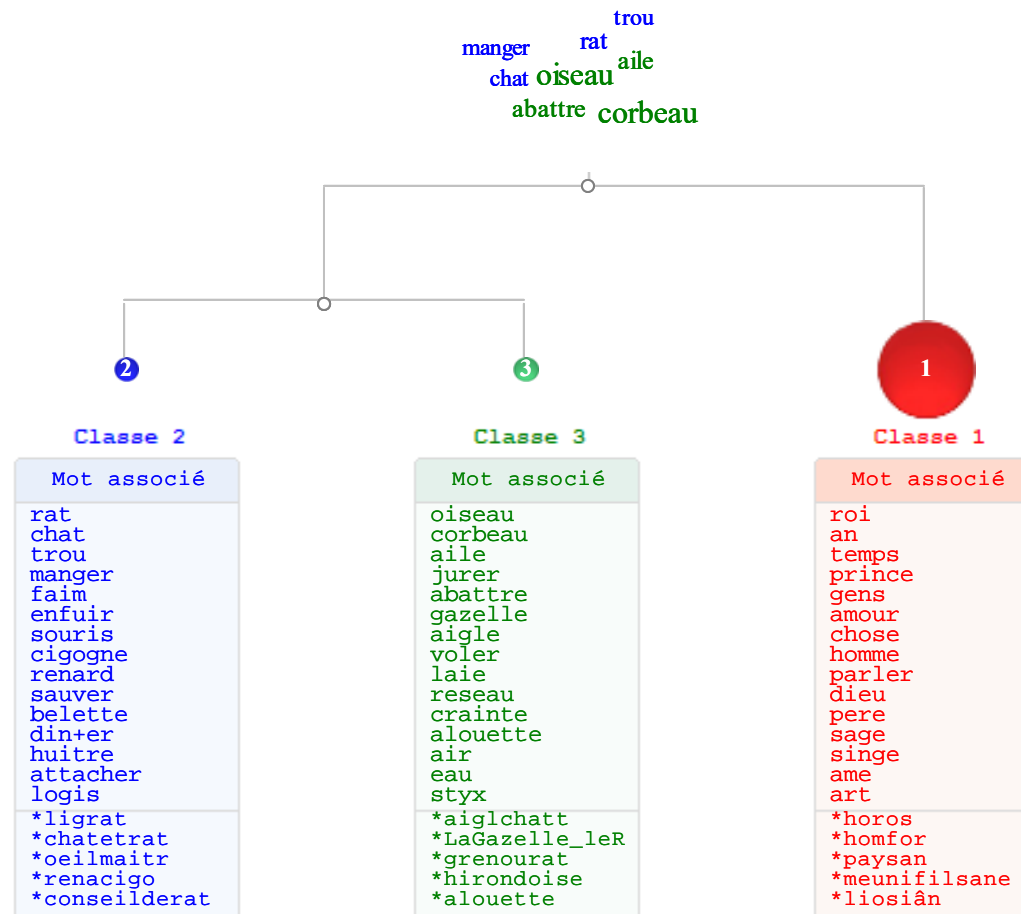 trou
manger rat
aile
chat oiseau
abattre corbeau
2
3
1
Classe 2
Classe 3
Classe 1
Mot associé
rat
chat
trou
manger
faim
enfuir
souris
cigogne
renard
sauver
belette
din+er
huitre
attacher
logis
*ligrat
*chatetrat
*oeilmaitr
*renacigo
*conseilderat
Mot associé
oiseau
corbeau
aile
jurer
abattre
gazelle
aigle
voler
laie
reseau
crainte
alouette
air
eau
styx
*aiglchatt
*LaGazelle_leR
*grenourat
*hirondoise
*alouette
Mot associé
roi
an
temps
prince
gens
amour
chose
homme
parler
dieu
pere
sage
singe
ame
art
*horos
*homfor
*paysan
*meunifilsane
*liosiân